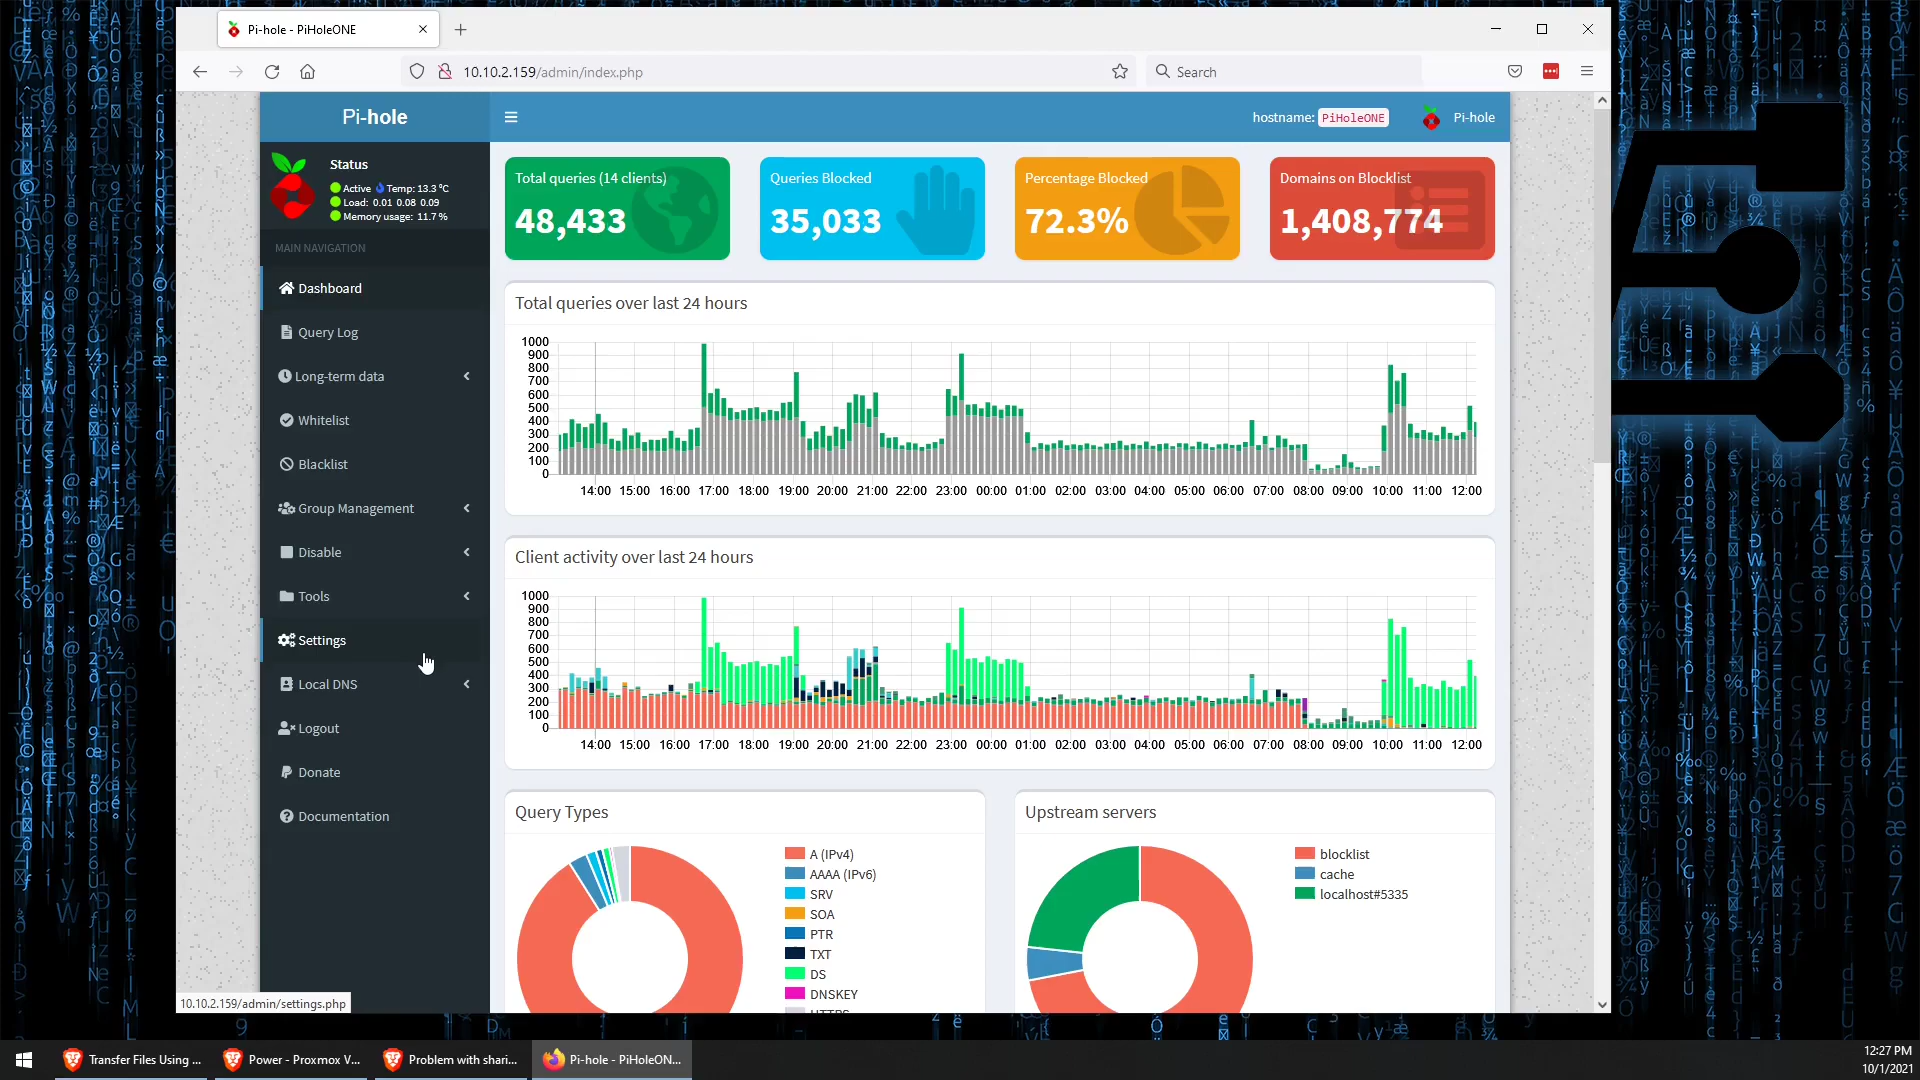 Pi-hole - PiHoleONE
10.10.2.159/admin/index.php
Search
Pi-hole
hostname: PiHoleONE
Pi-hole
Status
Active Temp: 13.3 °C
Load: 0.01 0.08 0.09
Memory usage: 11.7 %
MAIN NAVIGATION
Dashboard
Query Log
Long-term data
Whitelist
Blacklist
Group Management
Disable
Tools
Settings
Local DNS
Logout
Donate
Documentation
Total queries (14 clients)
48,433
Queries Blocked
35,033
Percentage Blocked
72.3%
Domains on Blocklist
1,408,774
Total queries over last 24 hours
1000
900
800
700
600
500
400
300
200
100
0
14:00 15:00 16:00 17:00 18:00 19:00 20:00 21:00 22:00 23:00 00:00 01:00 02:00 03:00 04:00 05:00 06:00 07:00 08:00 09:00 10:00 11:00 12:00
Client activity over last 24 hours
1000
900
800
700
600
500
400
300
200
100
0
14:00 15:00 16:00 17:00 18:00 19:00 20:00 21:00 22:00 23:00 00:00 01:00 02:00 03:00 04:00 05:00 06:00 07:00 08:00 09:00 10:00 11:00 12:00
Query Types
A (IPv4)
AAAA (IPv6)
SRV
SOA
PTR
TXT
DS
DNSKEY
HTTPS
Upstream servers
blocklist
cache
localhost#5335
10.10.2.159/admin/settings.php
Transfer Files Using ...
Power - Proxmox V...
Problem with shari...
Pi-hole - PiHoleON...
12:27 PM
10/1/2021